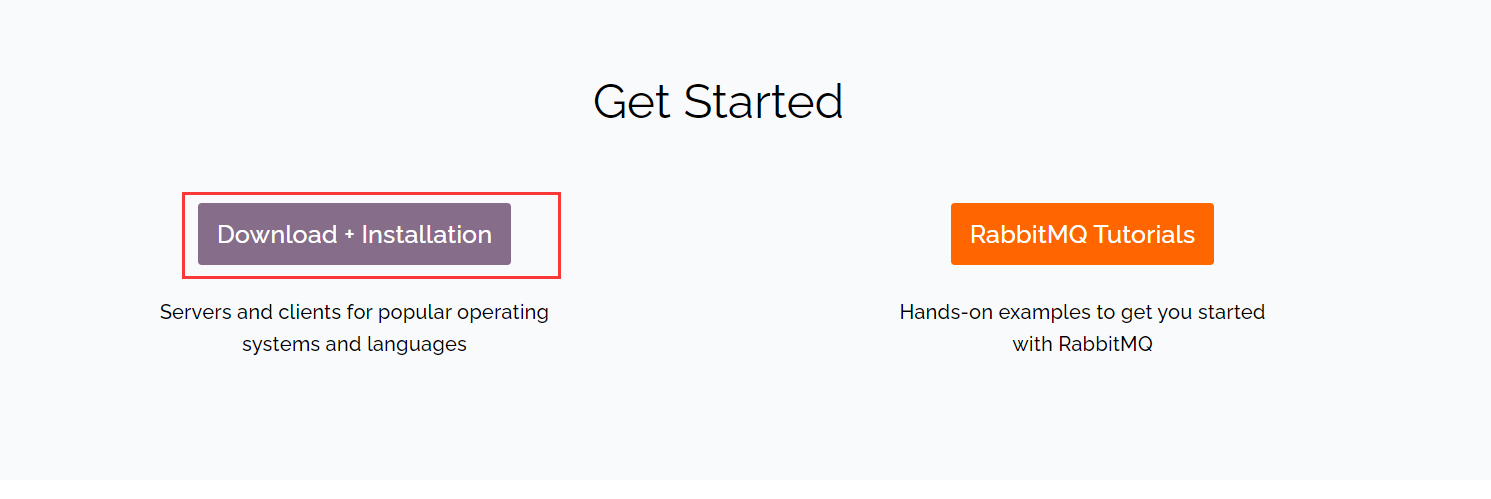 Get Started
Download + Installation
RabbitMQ Tutorials
Servers and clients for popular operating
systems and languages
Hands-on examples to get you started
with RabbitMQ